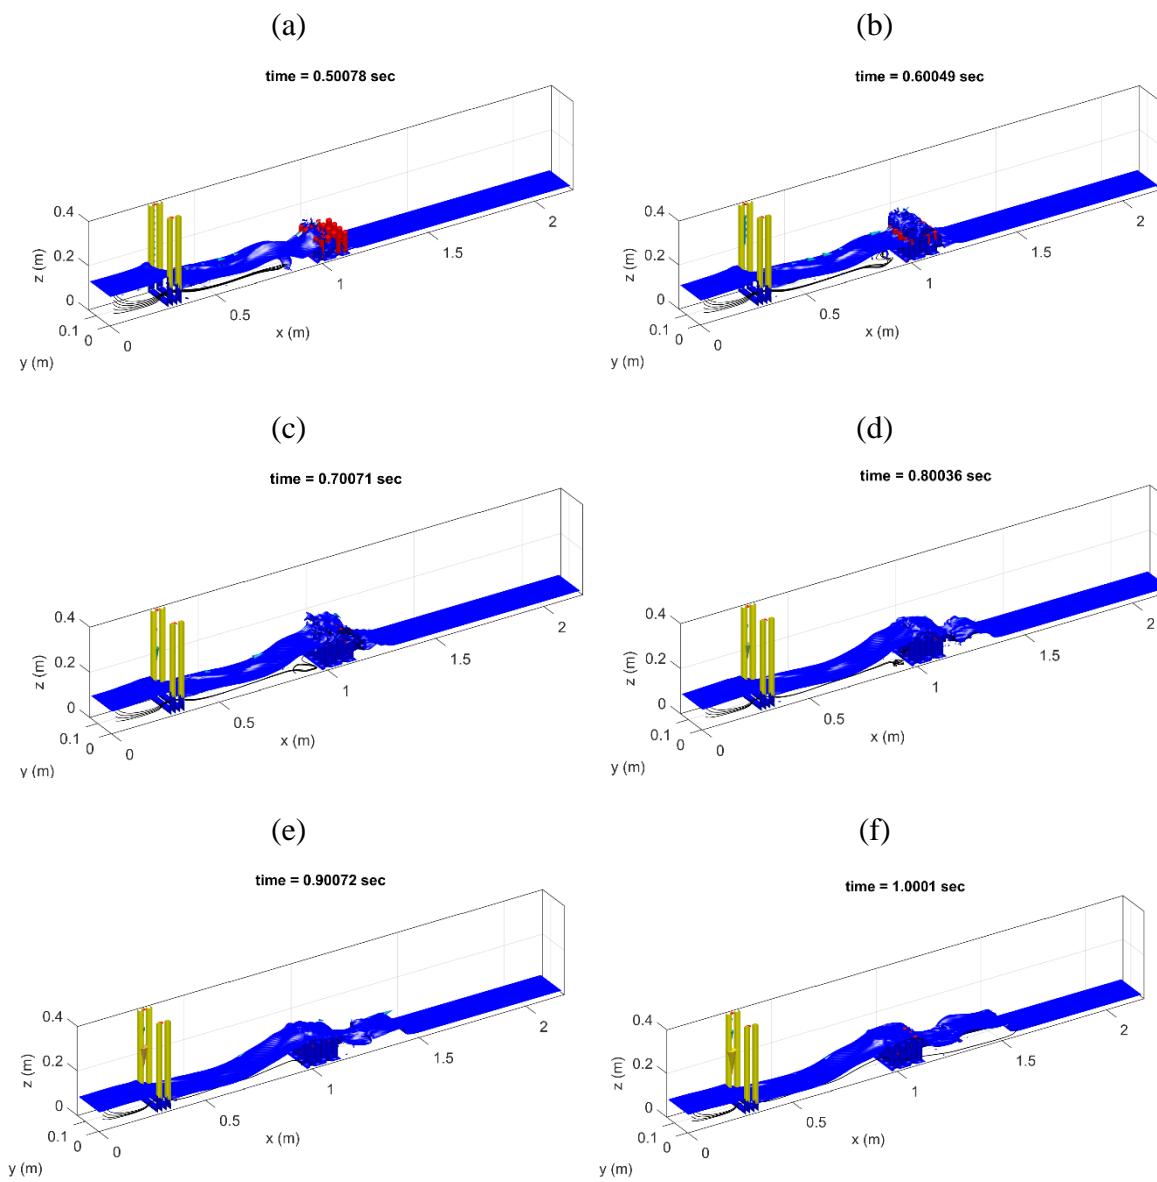 (a)
time = 0.50078 sec
0.4
0.2
0
z (m)
0.1
0
y (m)
0
0.5
1
1.5
2
x (m)
(b)
time = 0.60049 sec
0.4
0.2
0
z (m)
0.1
0
y (m)
0
0.5
1
1.5
2
x (m)
(c)
time = 0.70071 sec
0.4
0.2
0
z (m)
0.1
0
y (m)
0
0.5
1
1.5
2
x (m)
(d)
time = 0.80036 sec
0.4
0.2
0
z (m)
0.1
0
y (m)
0
0.5
1
1.5
2
x (m)
(e)
time = 0.90072 sec
0.4
0.2
0
z (m)
0.1
0
y (m)
0
0.5
1
1.5
2
x (m)
(f)
time = 1.0001 sec
0.4
0.2
0
z (m)
0.1
0
y (m)
0
0.5
1
1.5
2
x (m)